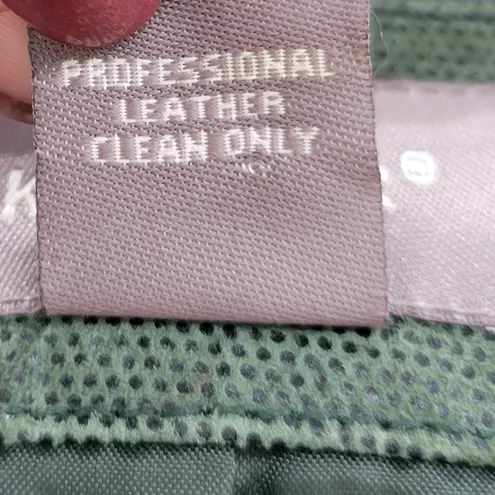 PROFESSIONAL
LEATHER
CLEAN ONLY
K
®